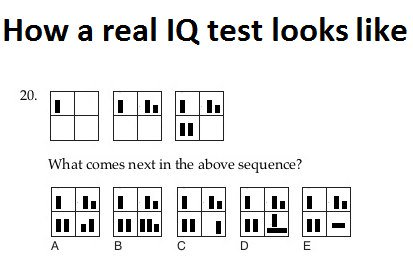 How a real IQ test looks like
20.
What comes next in the above sequence?
A B C D E